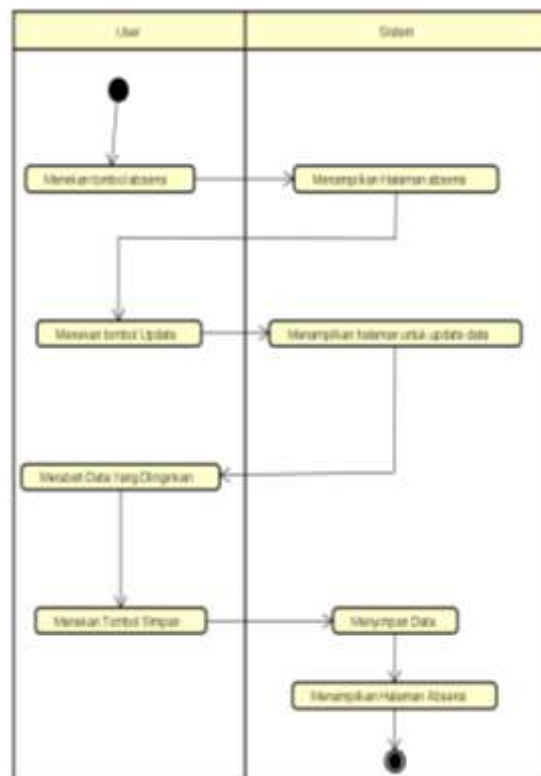 User
Sistem
Menekan tombol absensi
Menampilkan Halaman absensi
Menekan tombol Update
Menampilkan halaman untuk update data
Data Yang Diinginkan
Menekan Tombol Simpan
Menyimpan Data
Menampilkan Halaman Absensi